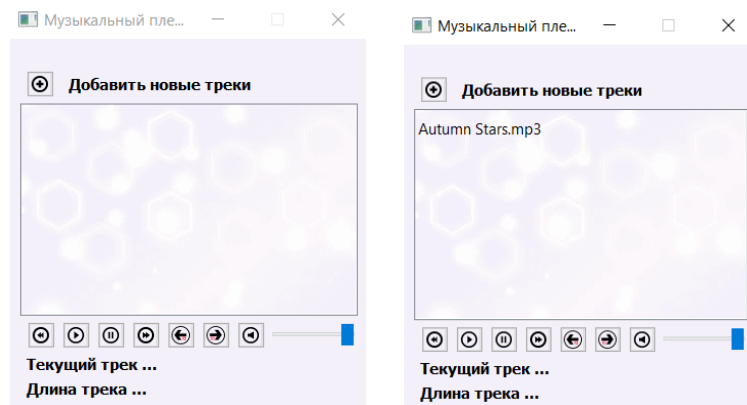 Музыкальный пле...
Добавить новые треки
Текущий трек ...
Длина трека ...
Музыкальный пле...
Добавить новые треки
Autumn Stars.mp3
Текущий трек ...
Длина трека ...